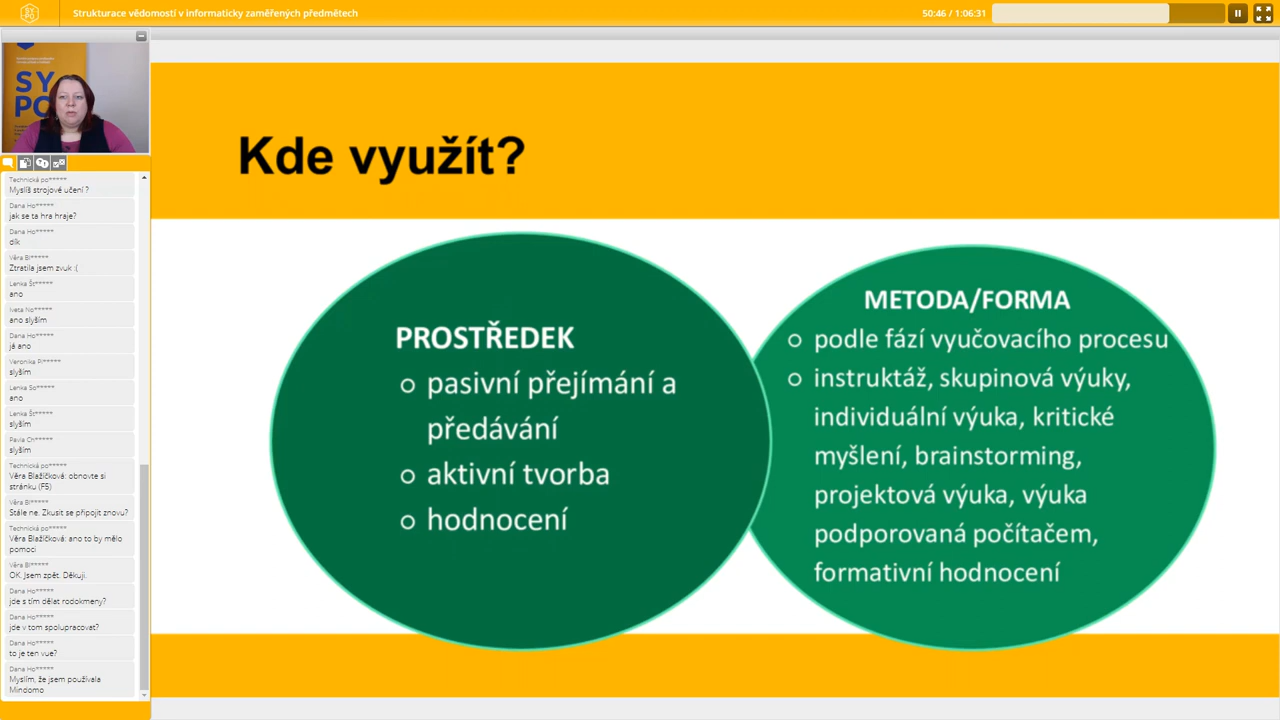 SY
PO
Strukturace vědomostí v informaticky zaměřených předmětech
50:46 / 1:06:31
SY
PO
Technická po*****
Myslíš strojové učení ?
Dana Ho*****
jak se ta hra hraje?
Dana Ho*****
dík
Věra Bl*****
Ztratila jsem zvuk :(
Lenka Št*****
ano
Iveta No*****
ano slyším
Dana Ho*****
já ano
Veronika Pi*****
slyším
Lenka So*****
ano
Lenka Št*****
slyším
Pavla Ch*****
slyším
Technická po*****
Věra Blažíčková: obnovte si
stránku (F5)
Věra Bl*****
Stále ne. Zkusit se připojit znovu?
Technická po*****
Věra Blažíčková: ano to by mělo
pomoci
Věra Bl*****
OK. Jsem zpět. Děkuji.
Dana Ho*****
jde s tím dělat rodokmeny?
Dana Ho*****
jde v tom spolupracovat?
Dana Ho*****
to je ten vue?
Dana Ho*****
Myslím, že jsem používala
Mindomo
Kde využít?
PROSTŘEDEK
pasivní přejímání a
předávání
aktivní tvorba
hodnocení
METODA/FORMA
podle fází vyučovacího procesu
instruktáž, skupinová výuky,
individuální výuka, kritické
myšlení, brainstorming,
projektová výuka, výuka
podporovaná počítačem,
formativní hodnocení